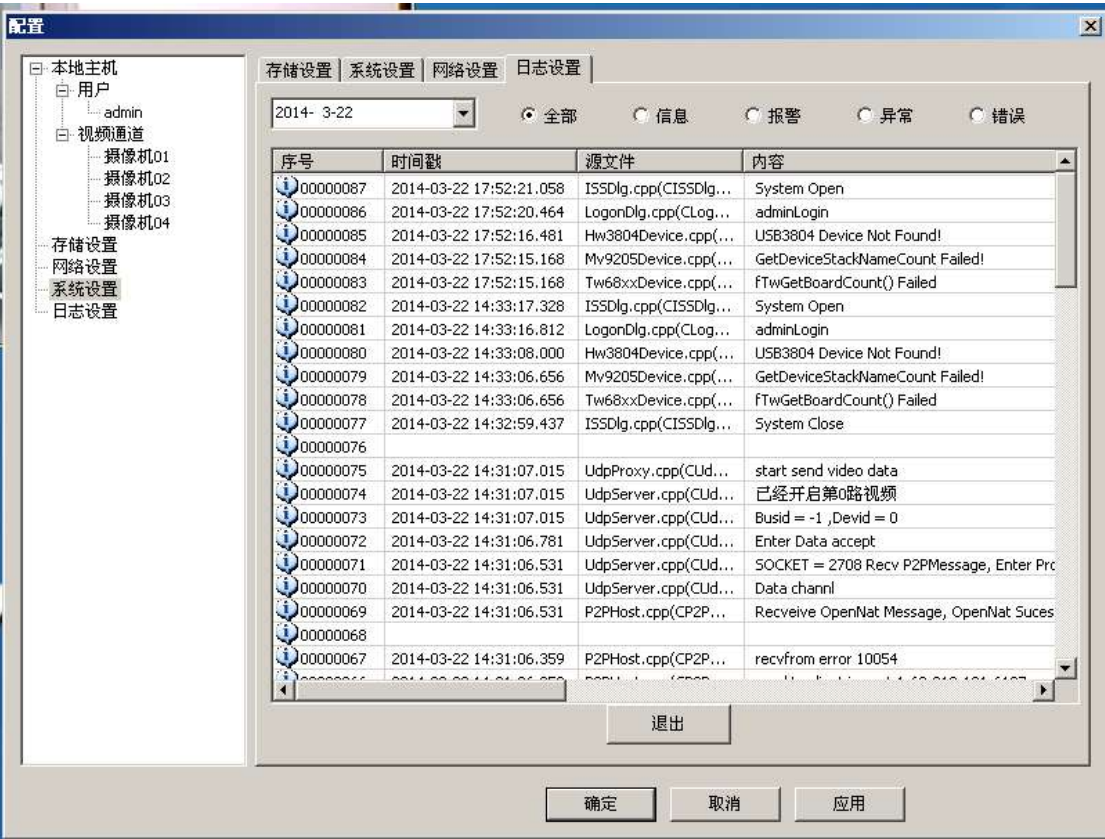 配置
本地主机
用户
admin
视频通道
摄像机01
摄像机02
摄像机03
摄像机04
存储设置
网络设置
系统设置
日志设置
存储设置 系统设置 网络设置 日志设置
2014- 3-22 全部 信息 报警 异常 错误
序号 时间戳 源文件 内容
00000087 2014-03-22 17:52:21.058 ISSDlg.cpp(CISSDlg... System Open
00000086 2014-03-22 17:52:20.464 LogonDlg.cpp(CLog... adminLogin
00000085 2014-03-22 17:52:16.481 Hw3804Device.cpp(... USB3804 Device Not Found!
00000084 2014-03-22 17:52:15.168 Mv9205Device.cpp(... GetDeviceStackNameCount Failed!
00000083 2014-03-22 17:52:15.168 Tw68xxDevice.cpp(... fTwGetBoardCount() Failed
00000082 2014-03-22 14:33:17.328 ISSDlg.cpp(CISSDlg... System Open
00000081 2014-03-22 14:33:16.812 LogonDlg.cpp(CLog... adminLogin
00000080 2014-03-22 14:33:08.000 Hw3804Device.cpp(... USB3804 Device Not Found!
00000079 2014-03-22 14:33:06.656 Mv9205Device.cpp(... GetDeviceStackNameCount Failed!
00000078 2014-03-22 14:33:06.656 Tw68xxDevice.cpp(... fTwGetBoardCount() Failed
00000077 2014-03-22 14:32:59.437 ISSDlg.cpp(CISSDlg... System Close
00000076
00000075 2014-03-22 14:31:07.015 UdpProxy.cpp(CUd... start send video data
00000074 2014-03-22 14:31:07.015 UdpServer.cpp(CUd...已经开启第0路视频
00000073 2014-03-22 14:31:07.015 UdpServer.cpp(CUd... Busid = -1 ,Devid = 0
00000072 2014-03-22 14:31:06.781 UdpServer.cpp(CUd... Enter Data accept
00000071 2014-03-22 14:31:06.531 UdpServer.cpp(CUd... SOCKET = 2708 Recv P2PMessage, Enter Prc
00000070 2014-03-22 14:31:06.531 UdpServer.cpp(CUd... Data channl
00000069 2014-03-22 14:31:06.531 P2PHost.cpp(CP2P... Recveive OpenNat Message, OpenNat Suces
00000068
00000067 2014-03-22 14:31:06.359 P2PHost.cpp(CP2P... recvfrom error 10054
退出
确定 取消 应用